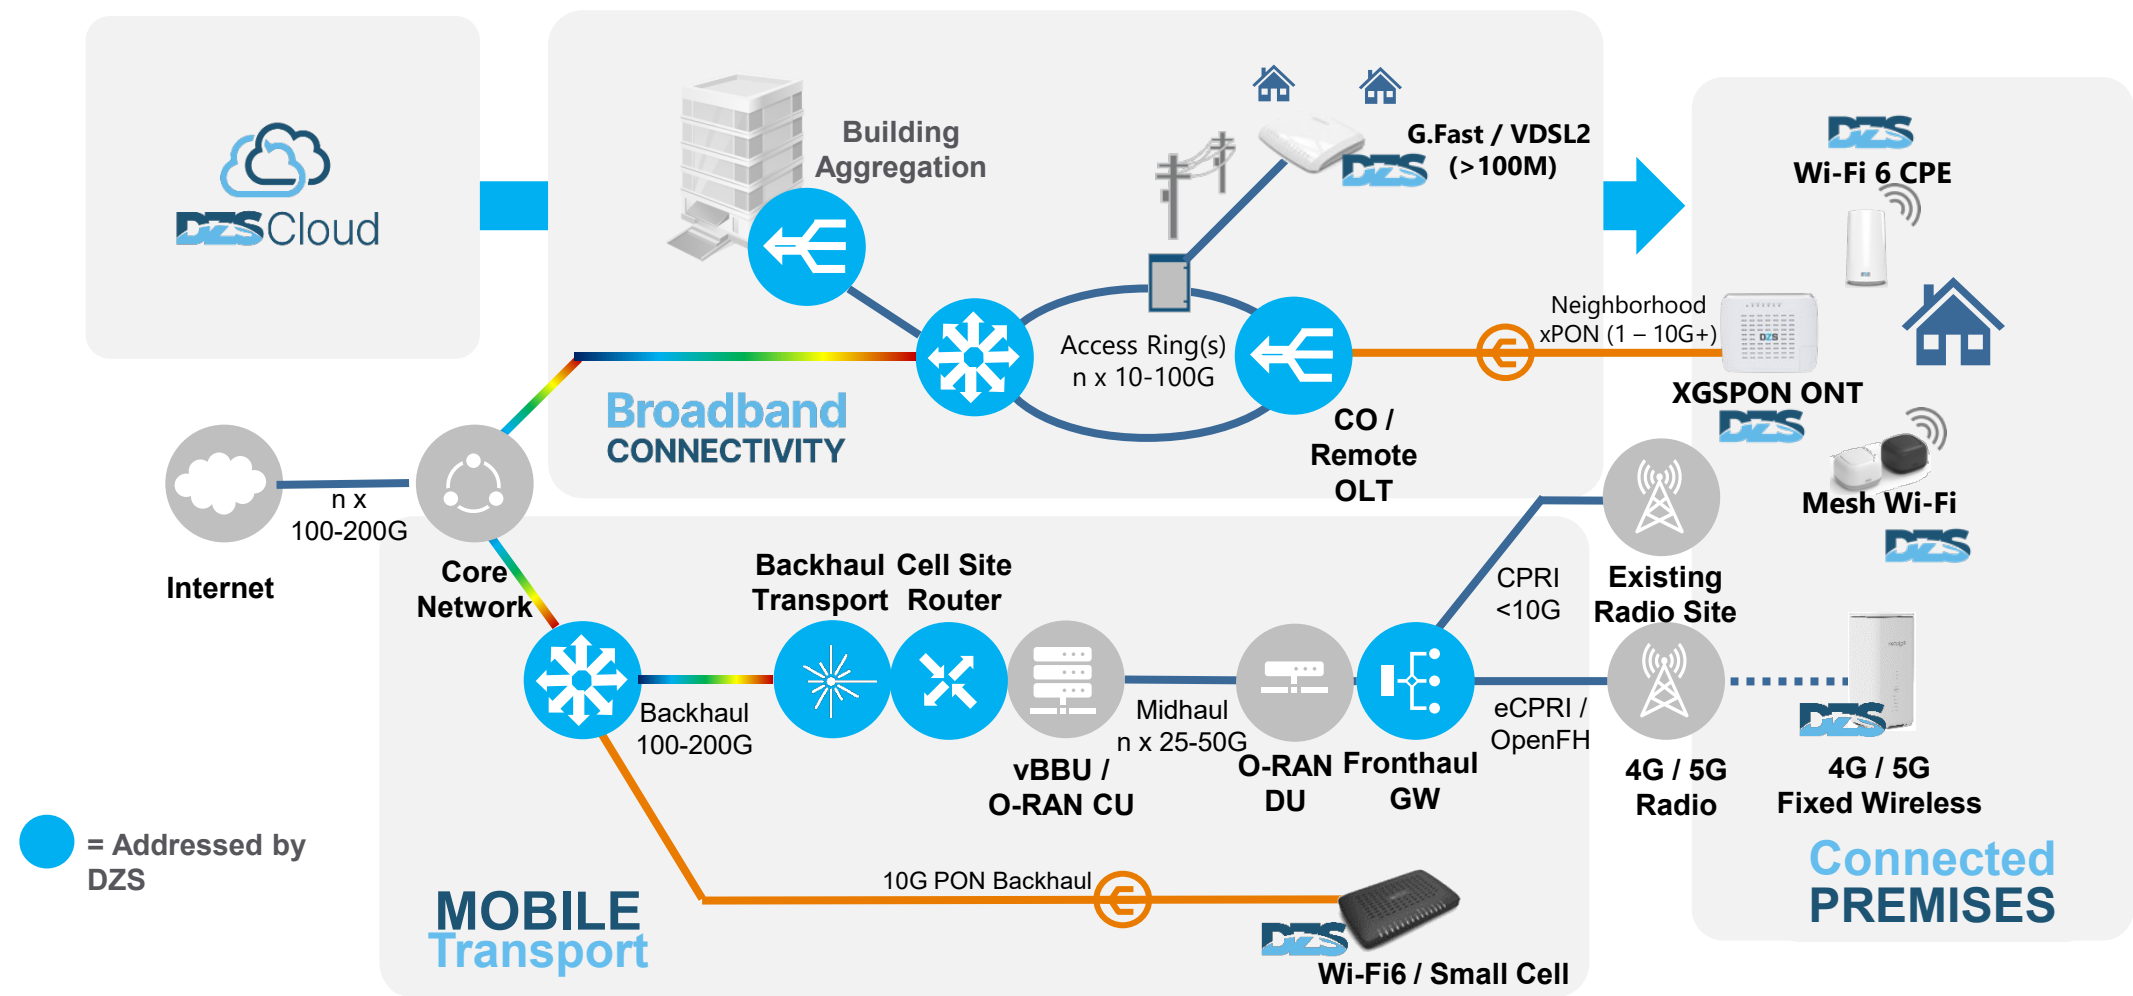 DZS Cloud
Building
Aggregation
G.Fast / VDSL2
(>100M)
DZS
DZS
Wi-Fi 6 CPE
Neighborhood
xPON (1 – 10G+)
DZS
XGSPON ONT
DZS
Access Ring(s)
n x 10-100G
Broadband
CONNECTIVITY
CO /
Remote
OLT
Mesh Wi-Fi
DZS
n x
100-200G
Internet
Core
Network
Backhaul
Transport
Cell Site
Router
CPRI
<10G
Existing
Radio Site
Backhaul
100-200G
Midhaul
n x 25-50G
eCPRI /
OpenFH
DZS
vBBU /
O-RAN CU
O-RAN
DU
Fronthaul
GW
4G / 5G
Radio
4G / 5G
Fixed Wireless
= Addressed by
DZS
10G PON Backhaul
MOBILE
Transport
DZS
Wi-Fi6 / Small Cell
Connected
PREMISES